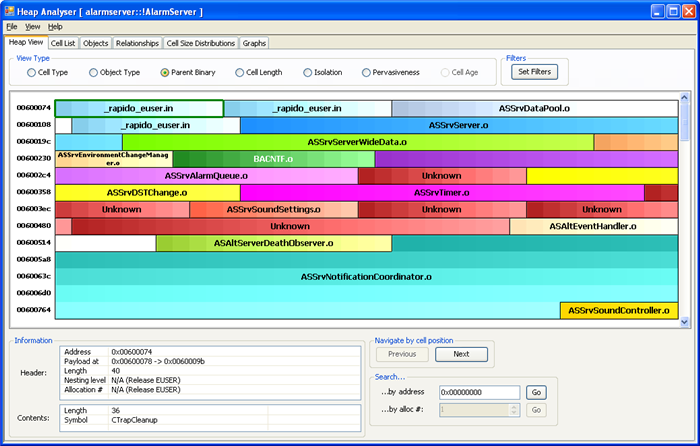 Heap Analyser [ alarmserver::!AlarmServer ]
File View Help
Heap View Cell List Objects Relationships Cell Size Distributions Graphs
View Type
Cell Type Object Type Parent Binary Cell Length Isolation Pervasiveness Cell Age
Filters
Set Filters
00600074 _rapido_euser.in _rapido_euser.in ASSrvDataPool.o
00600108 _rapido_euser.in ASSrvServer.o
0060019c ASSrvServerWideData.o
00600230 ASSrvEnvironmentChangeManag
er.o BACNTF.o
006002c4 ASSrvAlarmQueue.o Unknown
00600358 ASSrvDSTChange.o ASSrvTimer.o
006003ec Unknown ASSrvSoundSettings.o Unknown Unknown
00600480 Unknown ASAltEventHandler.o
00600514 ASAltServerDeathObserver.o
006005a8
0060063c ASSrvNotificationCoordinator.o
006006d0
00600764 ASSrvSoundController.o
Information
Header:
Address 0x00600074
Payload at 0x00600078 -> 0x0060009b
Length 40
Nesting level N/A (Release EUSER)
Allocation # N/A (Release EUSER)
Contents:
Length 36
Symbol CTrapCleanup
Navigate by cell position
Previous Next
Search...
...by address 0x00000000 Go
...by alloc #: 1 Go